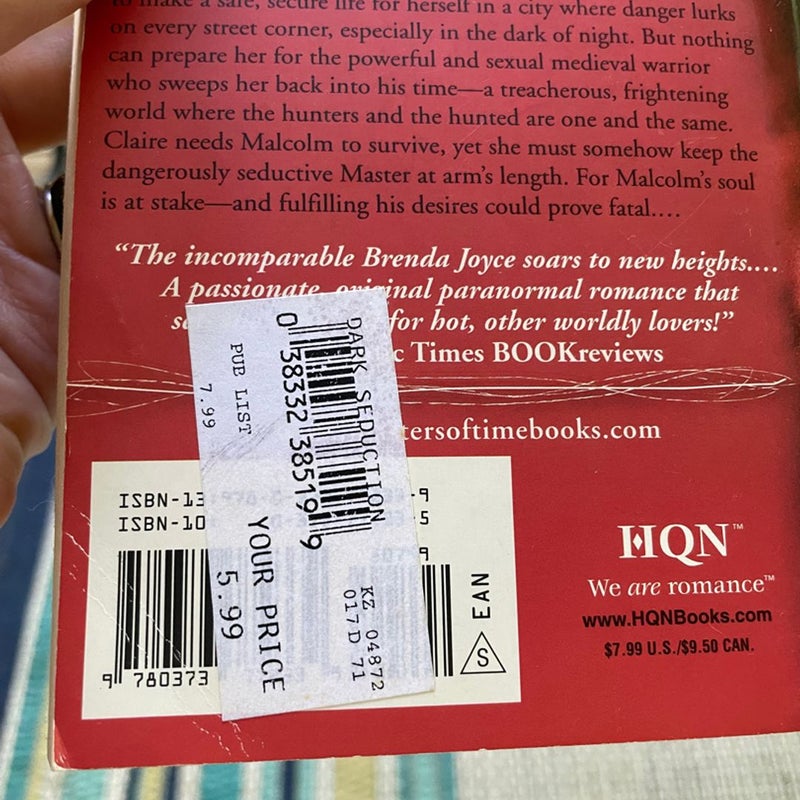 to make a safe, secure life for herself in a city where danger lurks
on every street corner, especially in the dark of night. But nothing
can prepare her for the powerful and sexual medieval warrior
who sweeps her back into his time—a treacherous, frightening
world where the hunters and the hunted are one and the same.
Claire needs Malcolm to survive, yet she must somehow keep the
dangerously seductive Master at arm's length. For Malcolm's soul
is at stake—and fulfilling his desires could prove fatal....
“The incomparable Brenda Joyce soars to new heights....
A passionate, original paranormal romance that
for hot, other worldly lovers!”
c Times BOOKreviews
tersoftimebooks.com
DARK SEDUCTION
0 38332 38519 9
PUB LIST
7.99
KZ 04872
017D 71
YOUR PRICE
5.99
ISBN-13: 978-0- -9
ISBN-10: -5
9
EAN
S
9 780373
HQN™
We are romance™
www.HQNBooks.com
$7.99 U.S./$9.50 CAN.